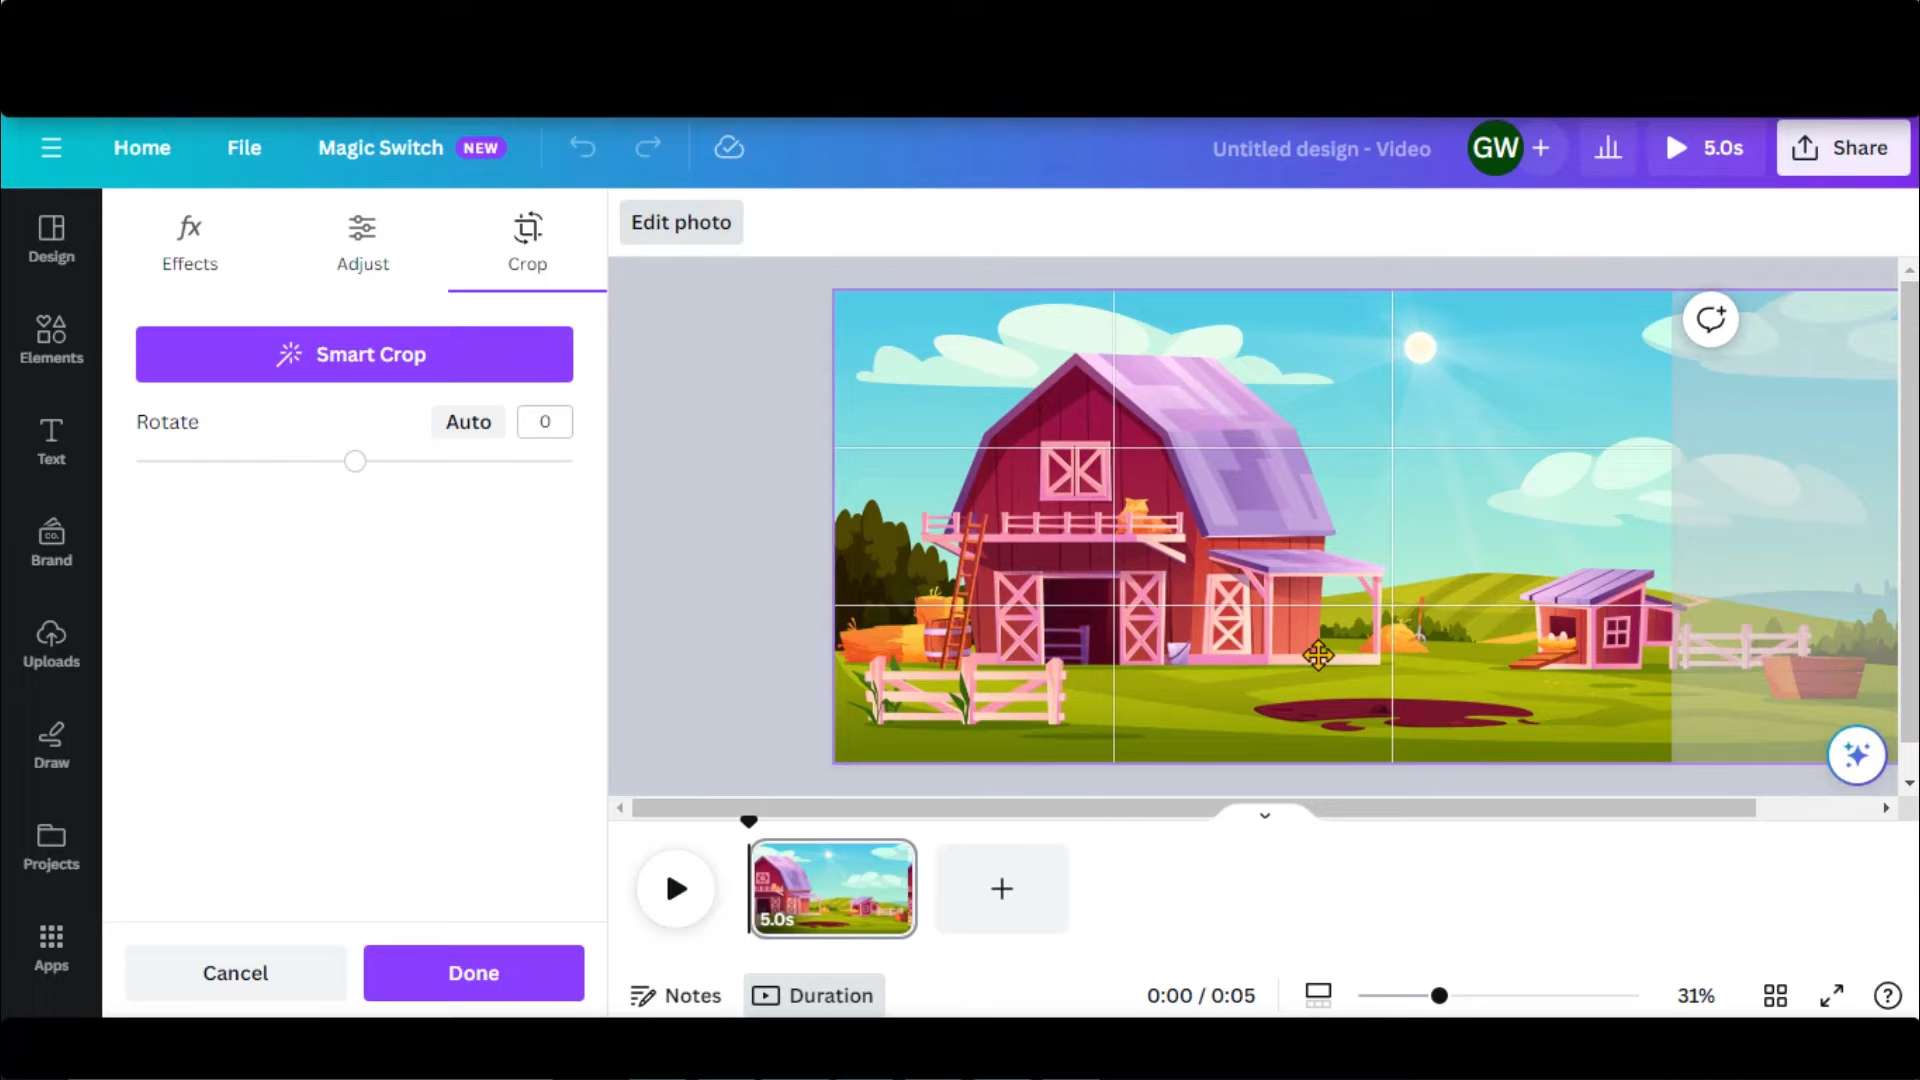 Home
File
Magic Switch
NEW
Untitled design - Video
GW
5.0s
Share
Design
Elements
Text
CO.
Brand
Uploads
Draw
Projects
Apps
fx
Effects
Adjust
Crop
Smart Crop
Rotate
Auto
0
Cancel
Done
Edit photo
5.0s
Notes
Duration
0:00 / 0:05
31%